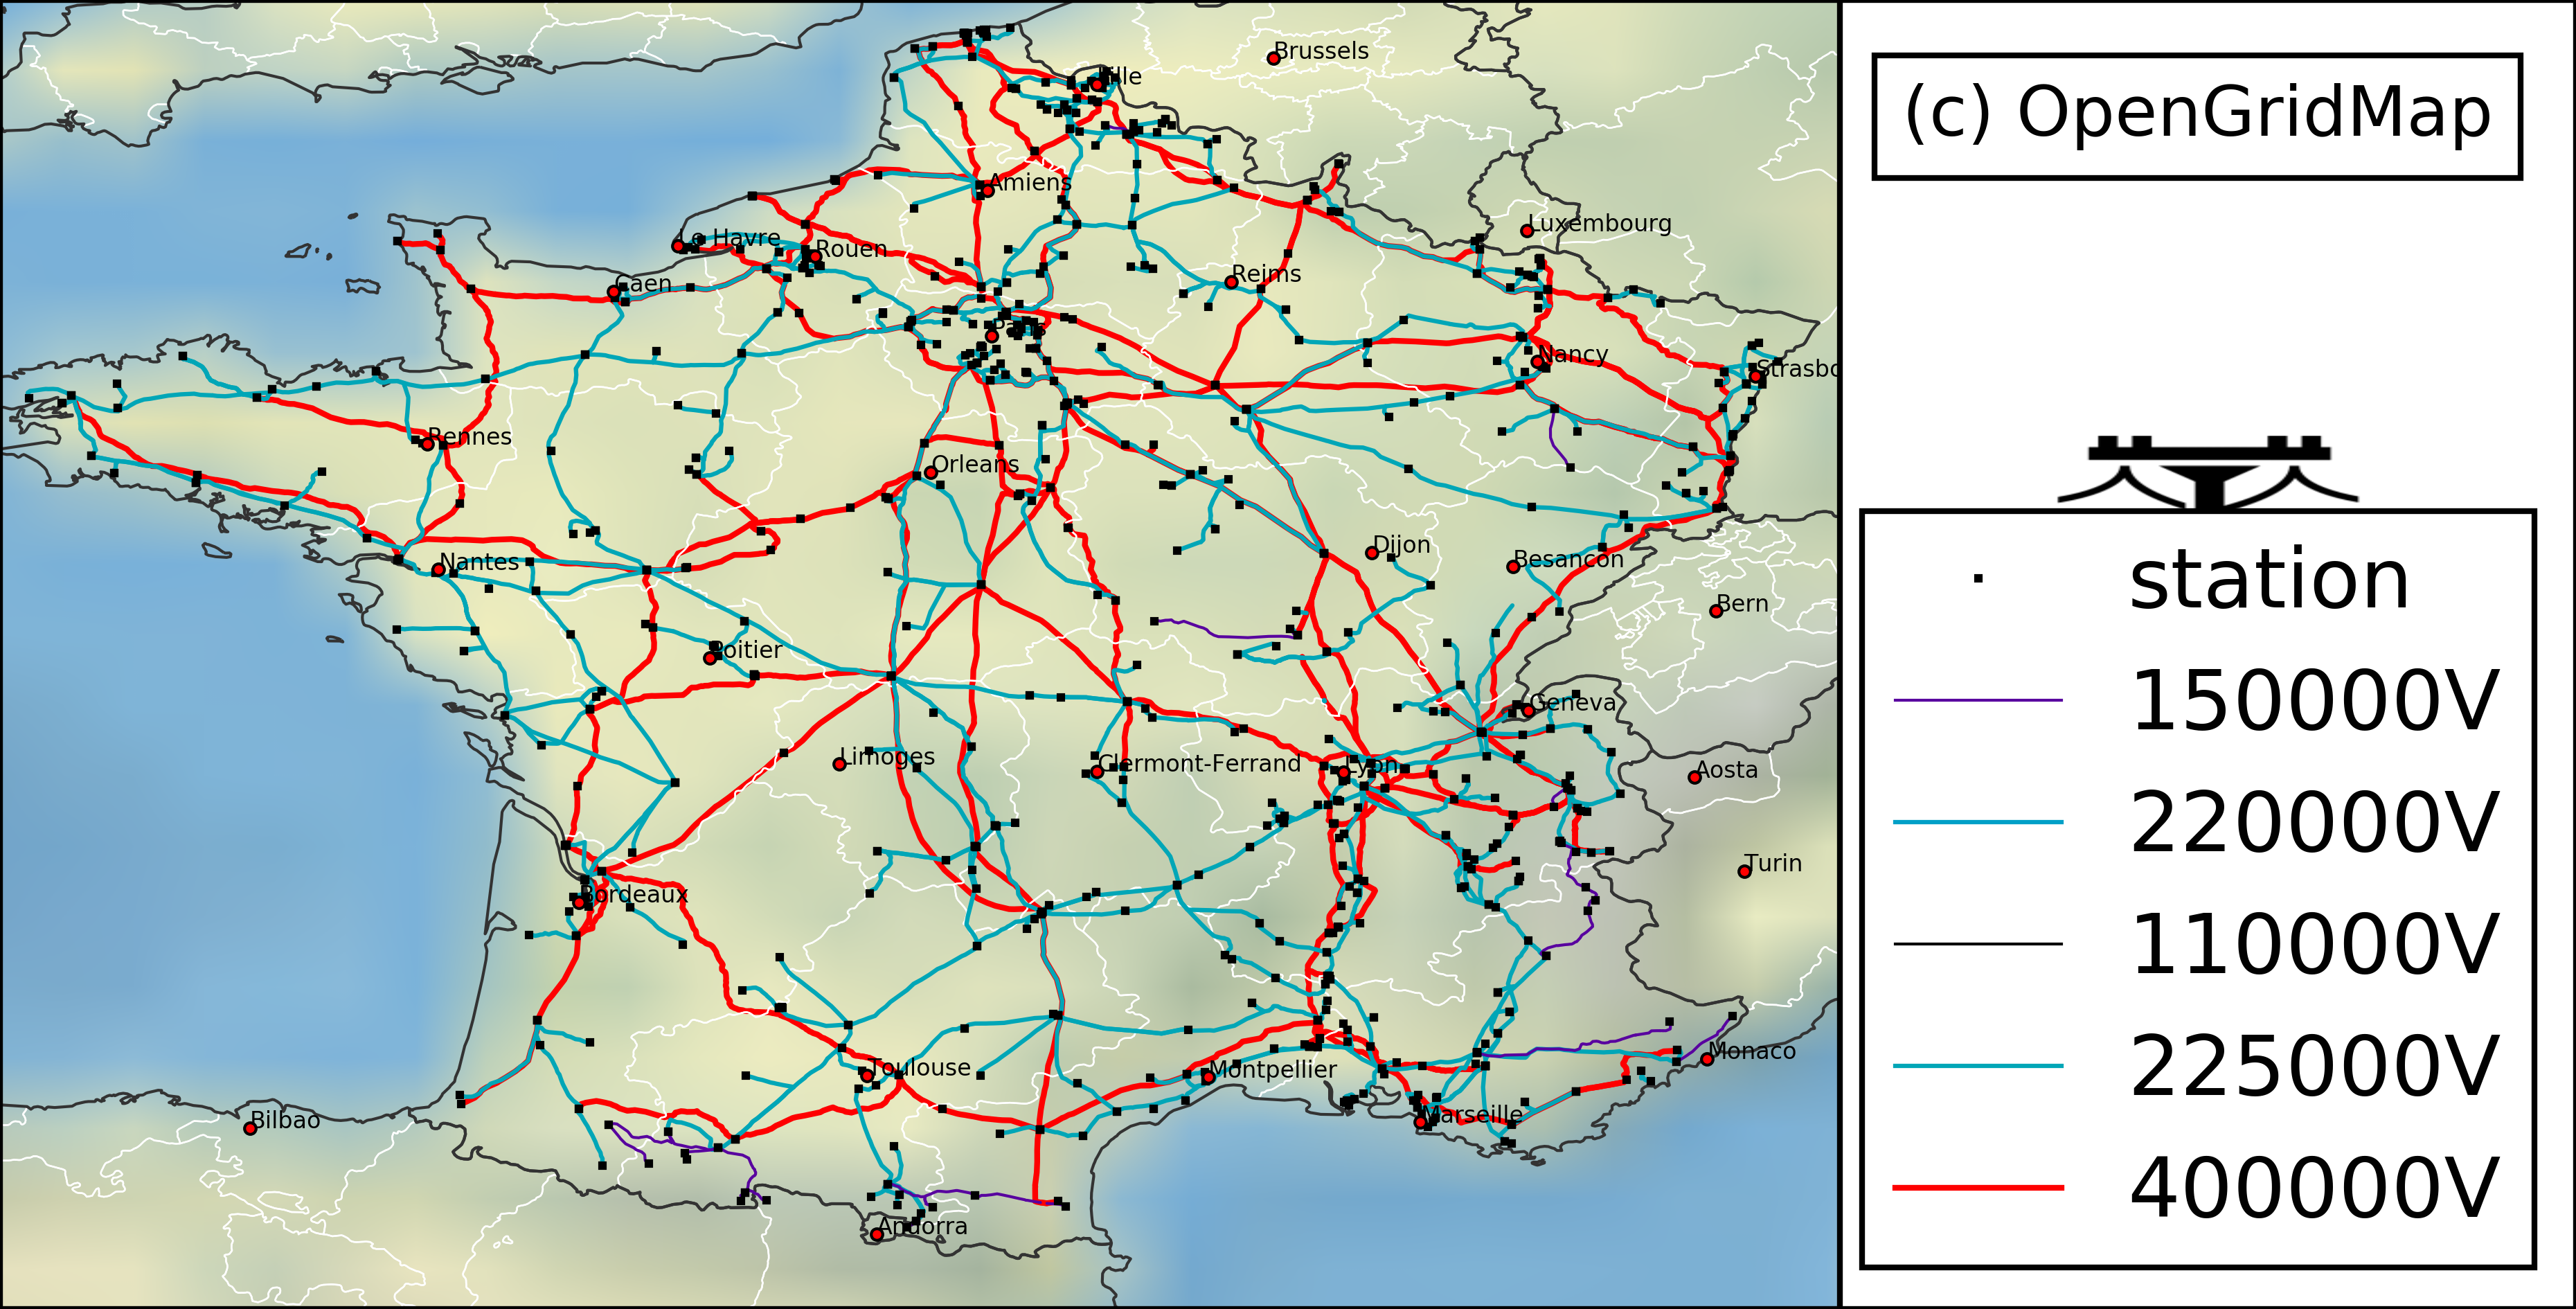 Brussels
Lille
Amiens
Luxembourg
Le Havre
Rouen
Reims
Caen
Paris
Nancy
Strasbo
Rennes
Orleans
Dijon
Besancon
Nantes
Bern
Poitier
Geneva
Limoges
Clermont-Ferrand
Lyon
Aosta
Turin
Bordeaux
Toulouse
Montpellier
Monaco
Bilbao
Marseille
Andorra
(c) OpenGridMap
station
150000V
220000V
110000V
225000V
400000V